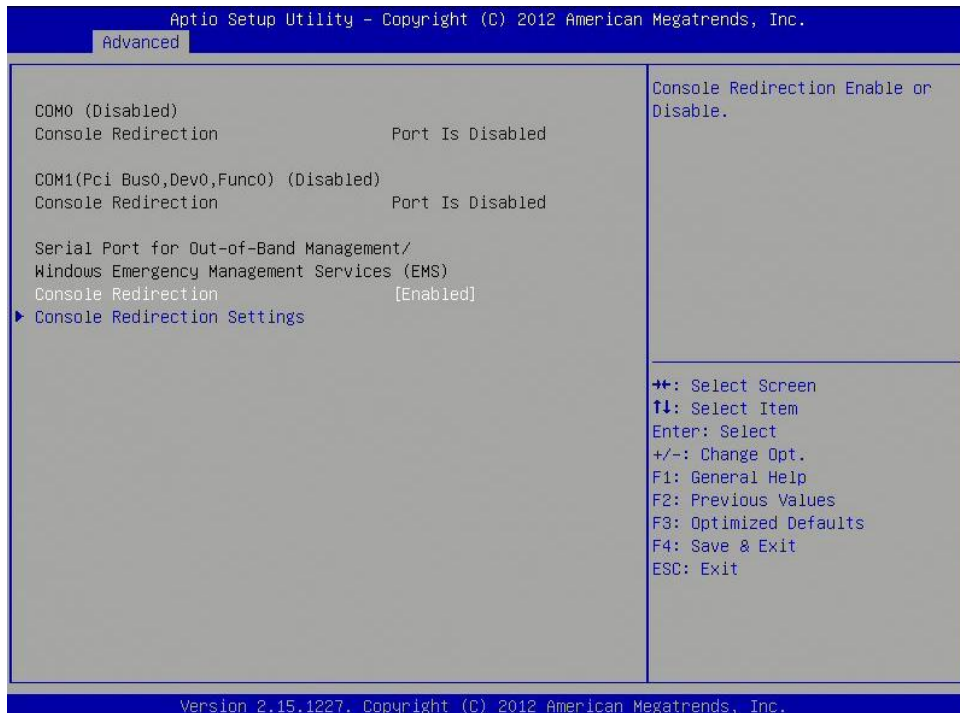 Aptio Setup Utility – Copyright (C) 2012 American Megatrends, Inc.
Advanced
COM0 (Disabled)
Console Redirection Port Is Disabled
COM1(Pci Bus0,Dev0,Func0) (Disabled)
Console Redirection Port Is Disabled
Serial Port for Out-of-Band Management/
Windows Emergency Management Services (EMS)
Console Redirection [Enabled]
▶ Console Redirection Settings
Console Redirection Enable or
Disable.
→←: Select Screen
↑↓: Select Item
Enter: Select
+/-: Change Opt.
F1: General Help
F2: Previous Values
F3: Optimized Defaults
F4: Save & Exit
ESC: Exit
Version 2.15.1227. Copyright (C) 2012 American Megatrends, Inc.